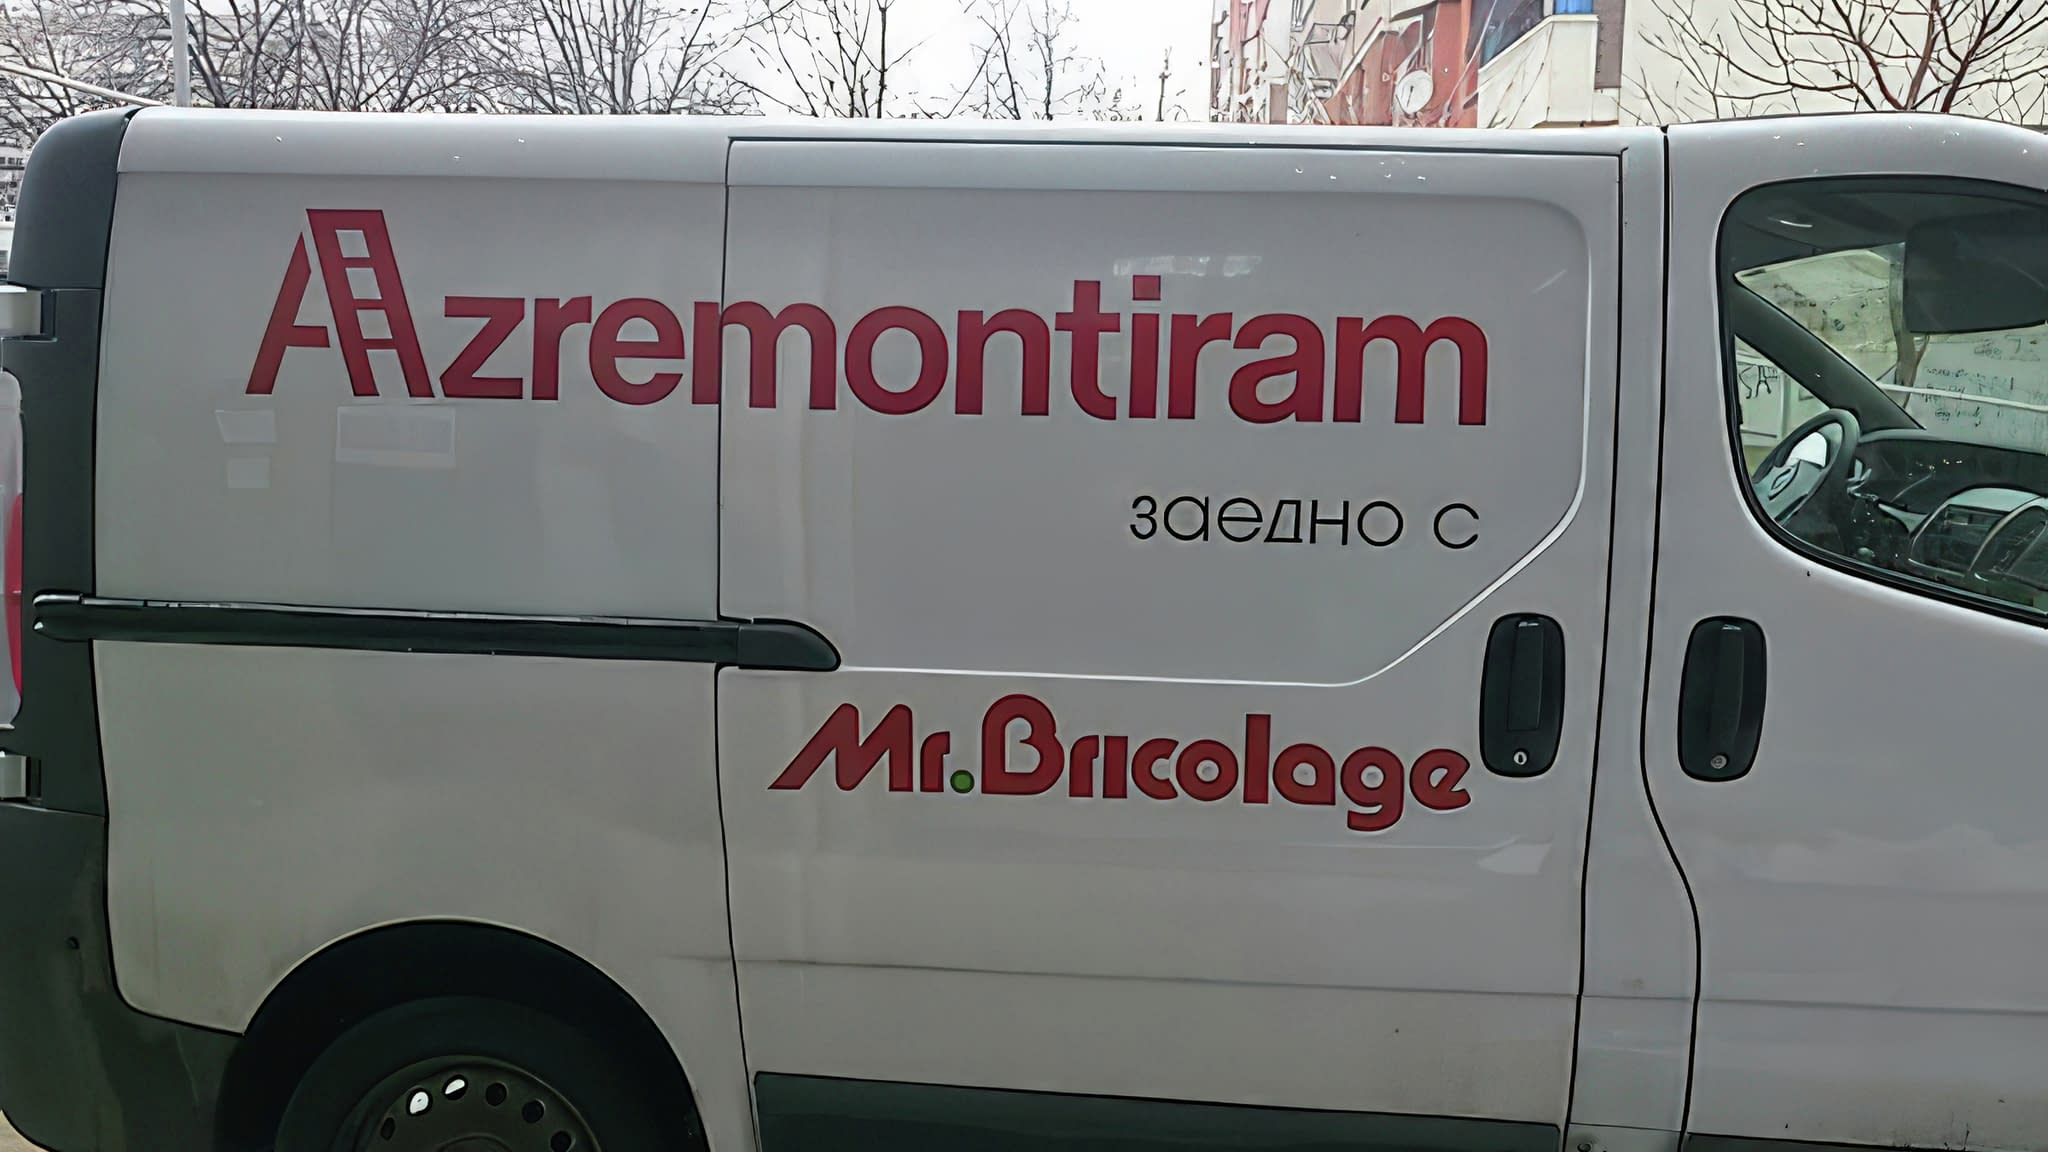 Azremontiram
заедно с
Mr.Bricolage